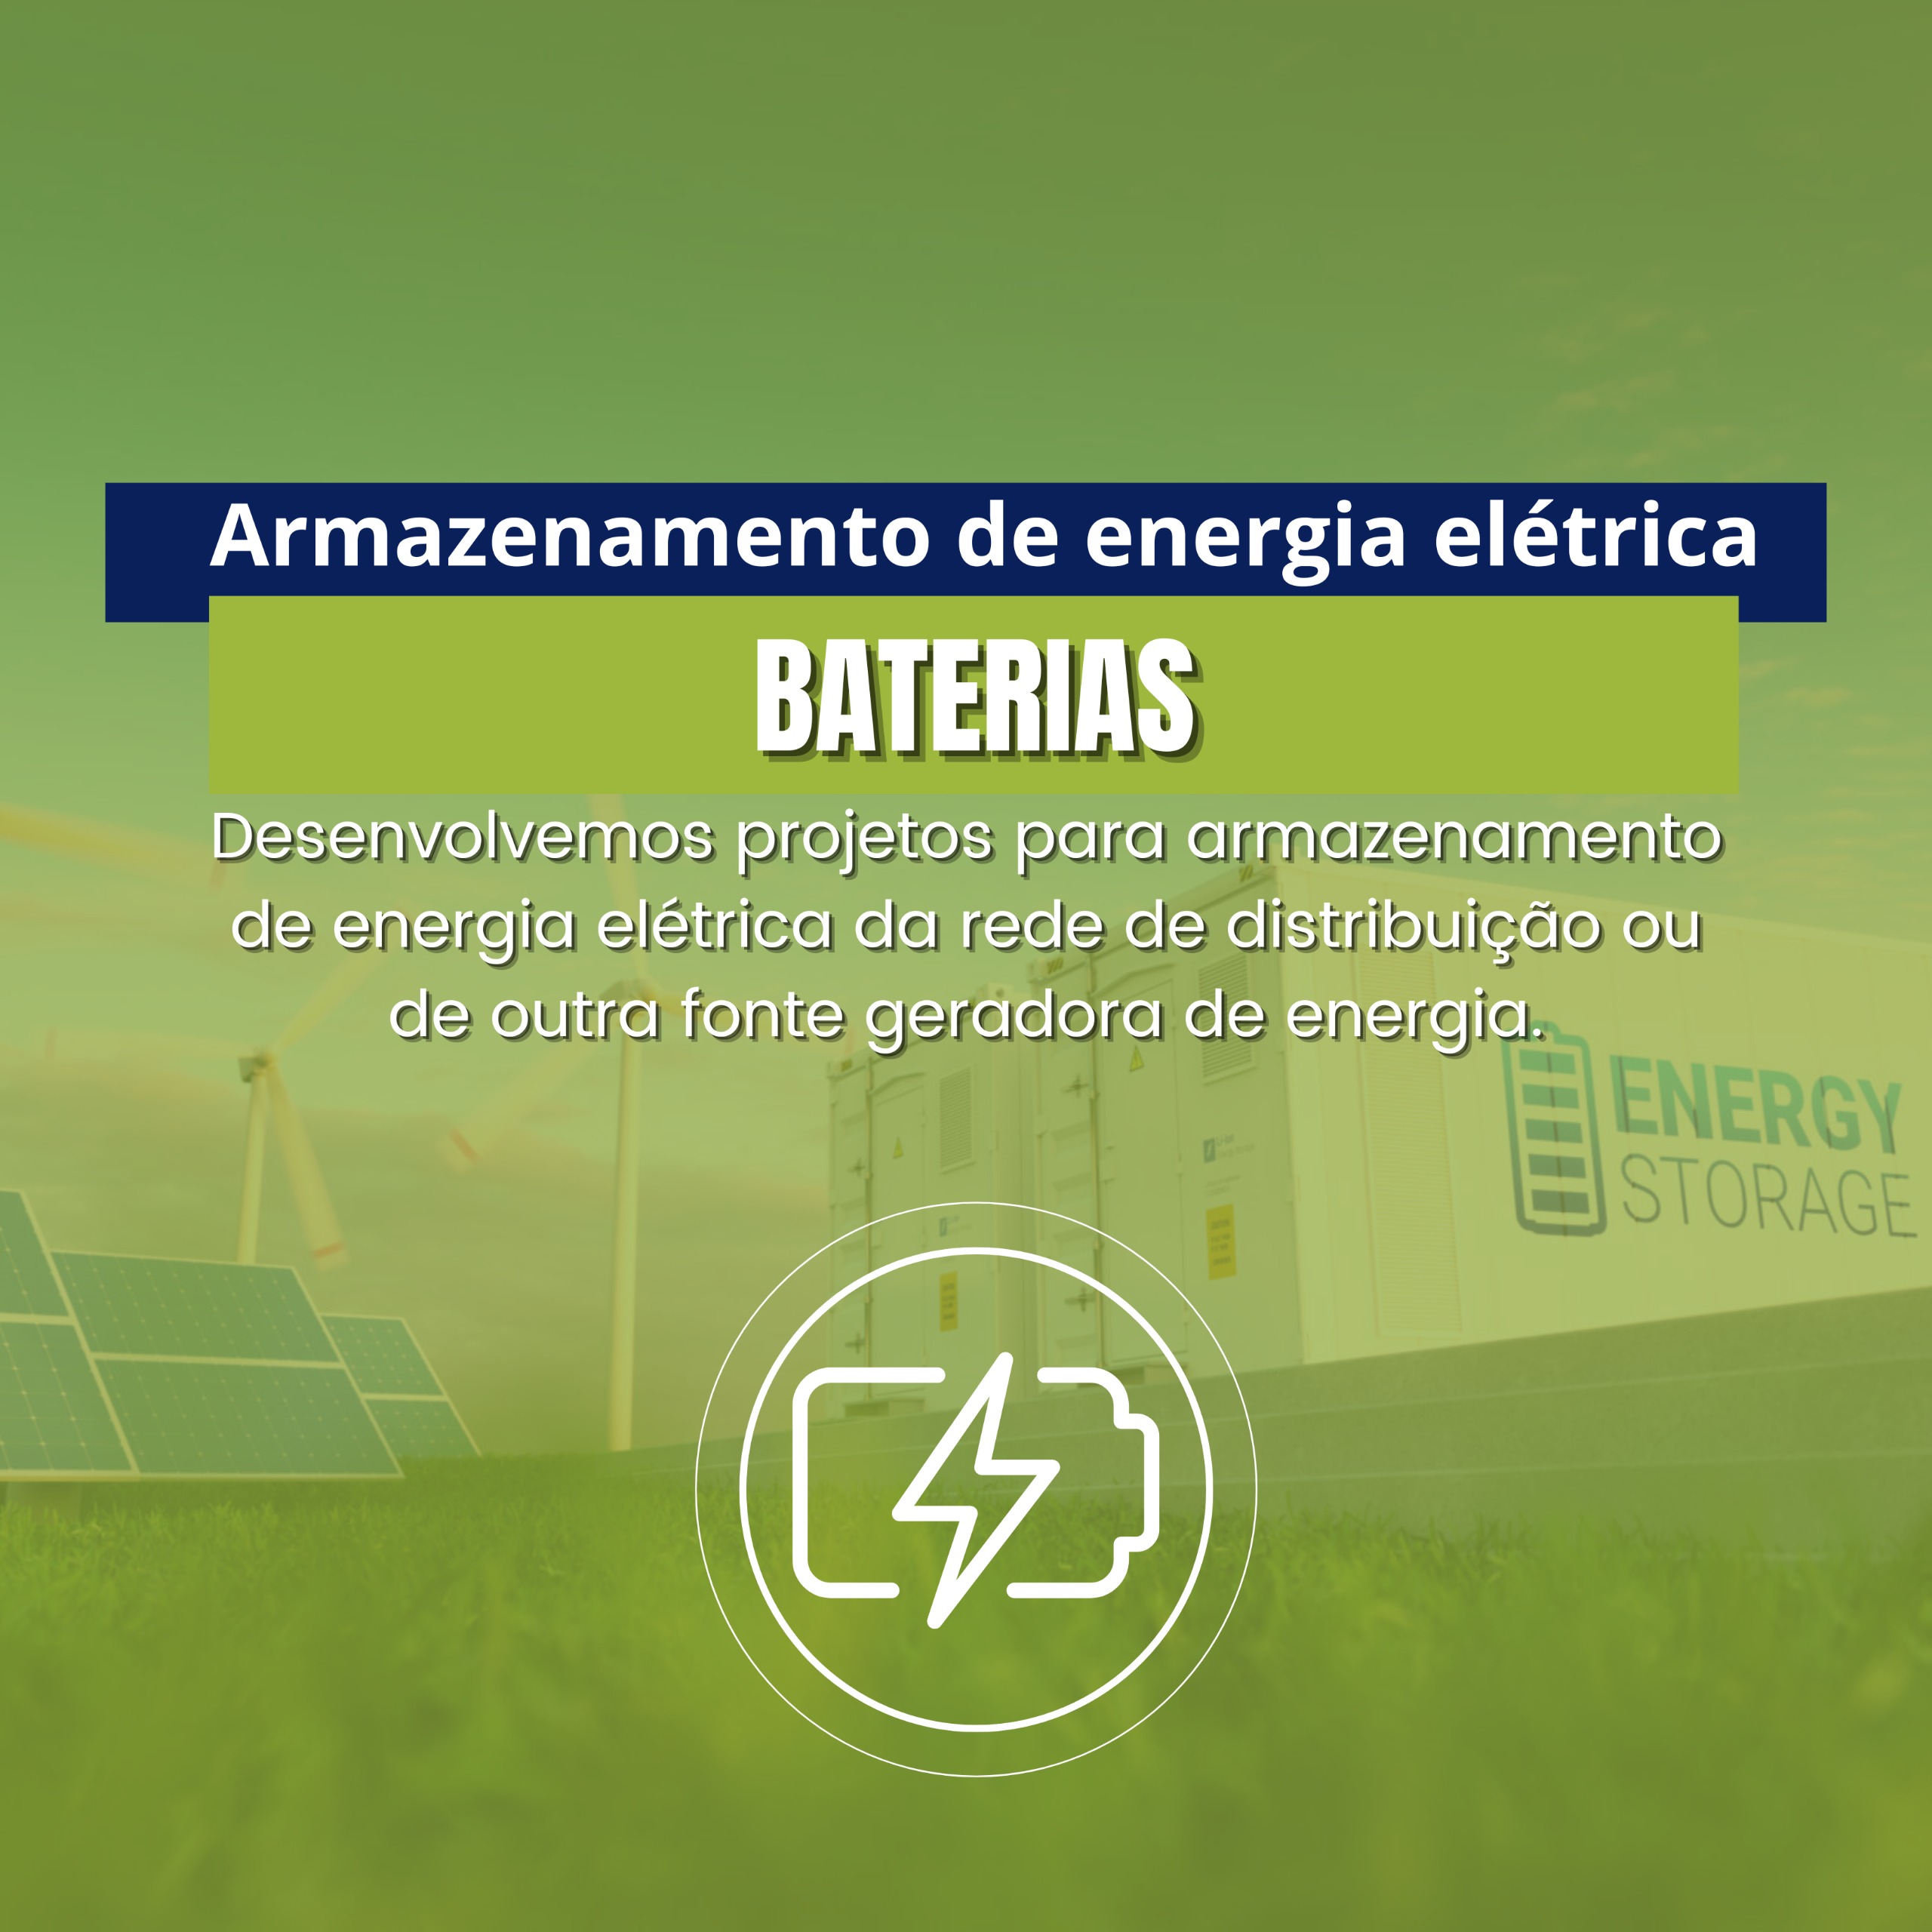 Armazenamento de energia elétrica
BATERIAS
Desenvolvemos projetos para armazenamento
de energia elétrica da rede de distribuição ou
de outra fonte geradora de energia.
ENERGY
STORAGE